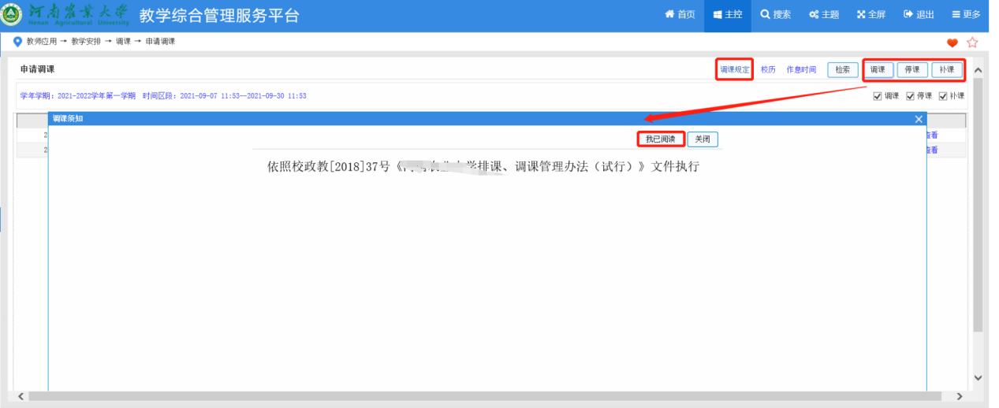 河南农业大学 教学综合管理服务平台 首页 主控 搜索 主题 全屏 退出 更多
Henan Agricultural University
教师应用 → 教学安排 → 调课 → 申请调课
申请调课 调课规定 校历 作息时间 检索 调课 停课 补课
学年学期：2021-2022学年第一学期 时间区段：2021-09-07 11:53—2021-09-30 11:53 调课 停课 补课
调课须知
2 查看
我已阅读 关闭
2 查看
依照校政教[2018]37号《 排课、调课管理办法（试行）》文件执行